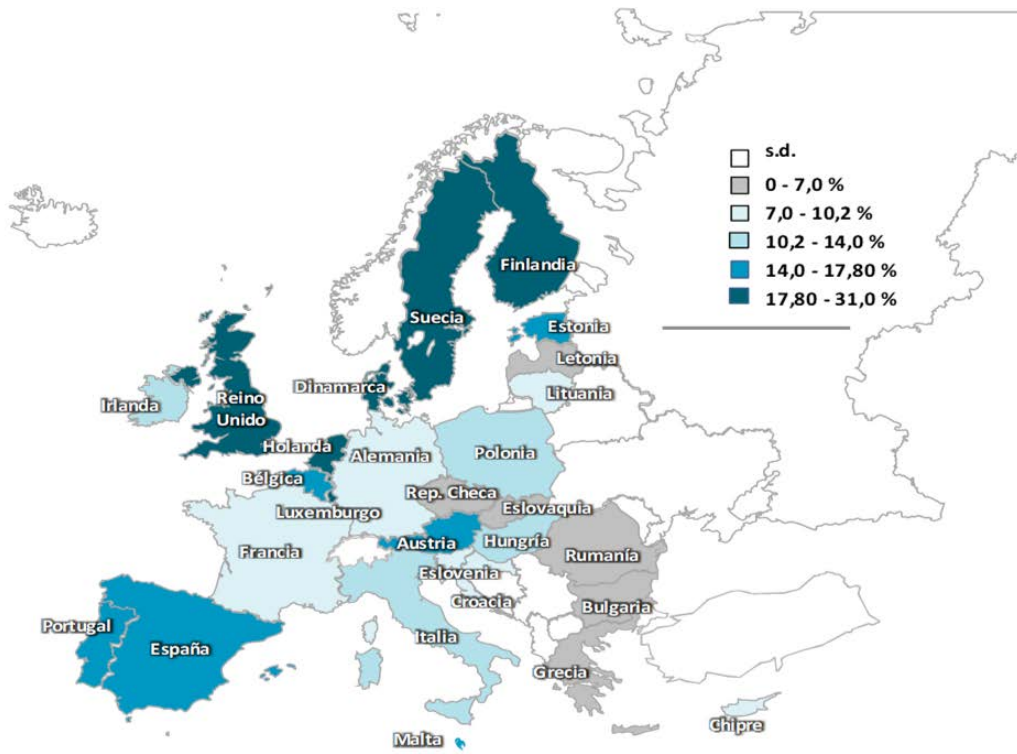 s.d.
0 - 7,0 %
7,0 - 10,2 %
10,2 - 14,0 %
14,0 - 17,80 %
17,80 - 31,0 %
Finlandia
Suecia
Estonia
Letonia
Dinamarca
Lituania
Irlanda
Reino
Unido
Holanda
Alemania
Polonia
Bélgica
Rep. Checa
Luxemburgo
Eslovaquia
Francia
Austria
Hungría
Rumanía
Eslovenia
Croacia
Bulgaria
Portugal
España
Italia
Grecia
Chipre
Malta